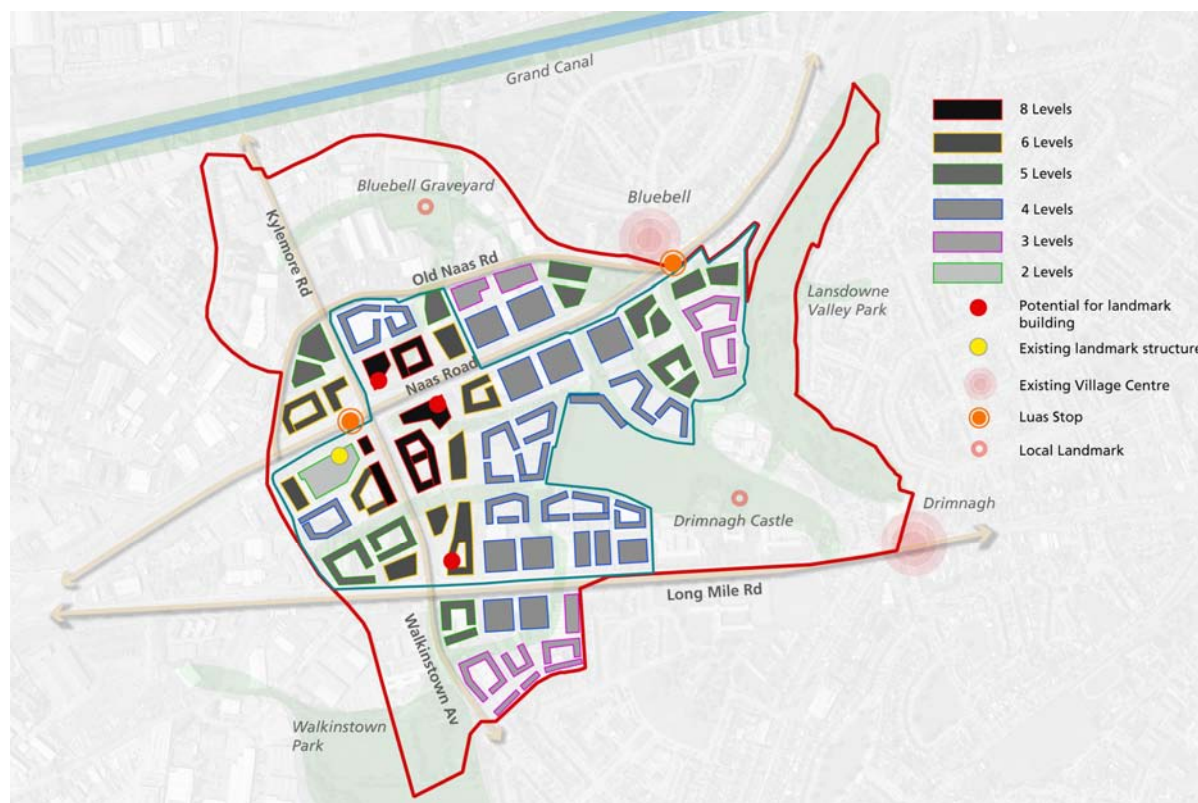 Grand Canal
Bluebell Graveyard
Bluebell
Kylemore Rd
Old Naas Rd
Lansdowne
Valley Park
Naas Road
Drimnagh Castle
Drimnagh
Long Mile Rd
Walkinstown Av
Walkinstown
Park
8 Levels
6 Levels
5 Levels
4 Levels
3 Levels
2 Levels
Potential for landmark
building
Existing landmark structure
Existing Village Centre
Luas Stop
Local Landmark